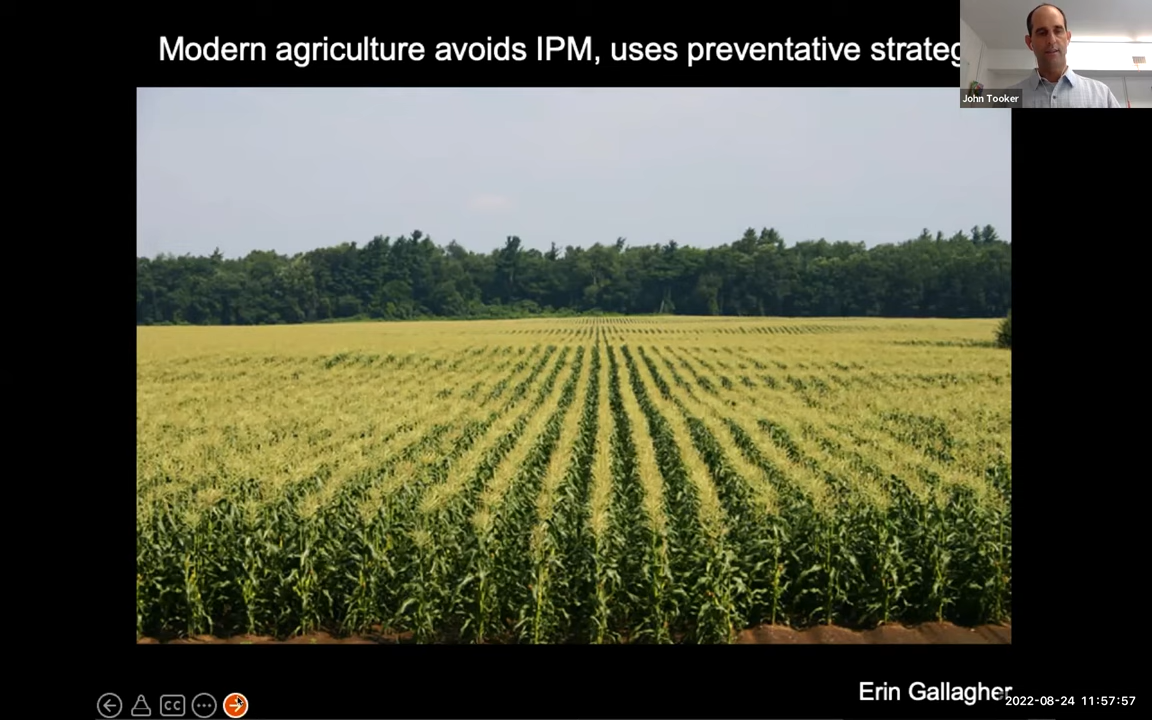 Modern agriculture avoids IPM, uses preventative strateg
John Tooker
CC
Erin Gallagher
2022-08-24 11:57:57